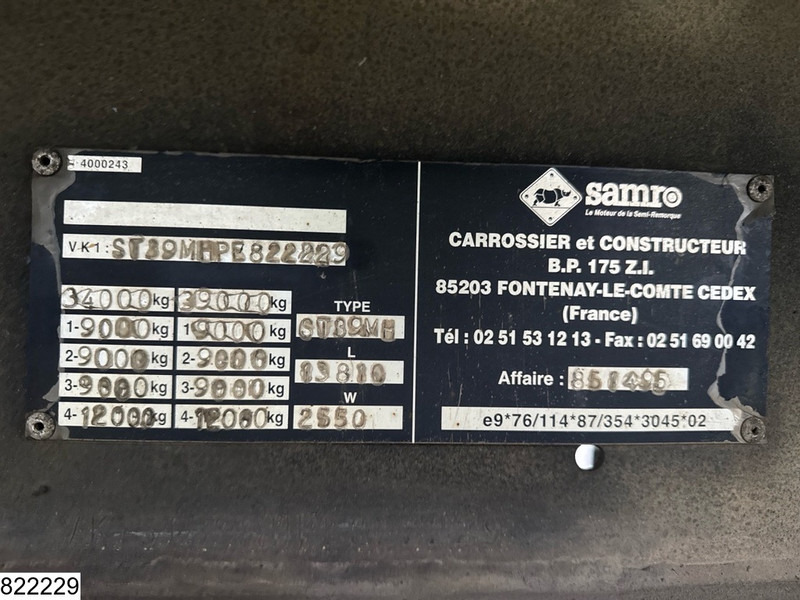 4000243
VK1: ST39MHPE822229
34000 kg 39000 kg
1-9000 kg 1-9000 kg
2-9000 kg 2-9000 kg
3-9000 kg 3-9000 kg
4-12000 kg 4-12000 kg
TYPE
ST39MH
L
13810
W
2550
samro
Le Moteur de la Semi-Remorque
CARROSSIER et CONSTRUCTEUR
B.P. 175 Z.I.
85203 FONTENAY-LE-COMTE CEDEX
(France)
Tél : 02 51 53 12 13 - Fax : 02 51 69 00 42
Affaire : 851495
e9*76/114*87/354*3045*02
822229